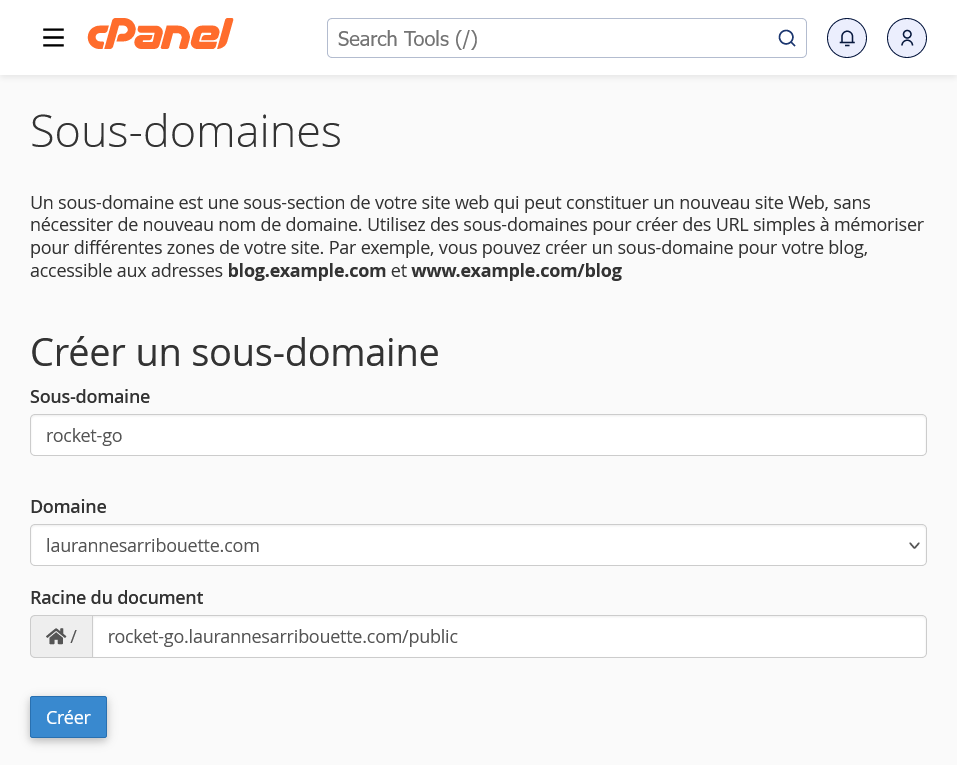 cPanel
Search Tools (/)
Sous-domaines
Un sous-domaine est une sous-section de votre site web qui peut constituer un nouveau site Web, sans
nécessiter de nouveau nom de domaine. Utilisez des sous-domaines pour créer des URL simples à mémoriser
pour différentes zones de votre site. Par exemple, vous pouvez créer un sous-domaine pour votre blog,
accessible aux adresses blog.example.com et www.example.com/blog
Créer un sous-domaine
Sous-domaine
rocket-go
Domaine
laurannesarribouette.com
Racine du document
/ rocket-go.laurannesarribouette.com/public
Créer